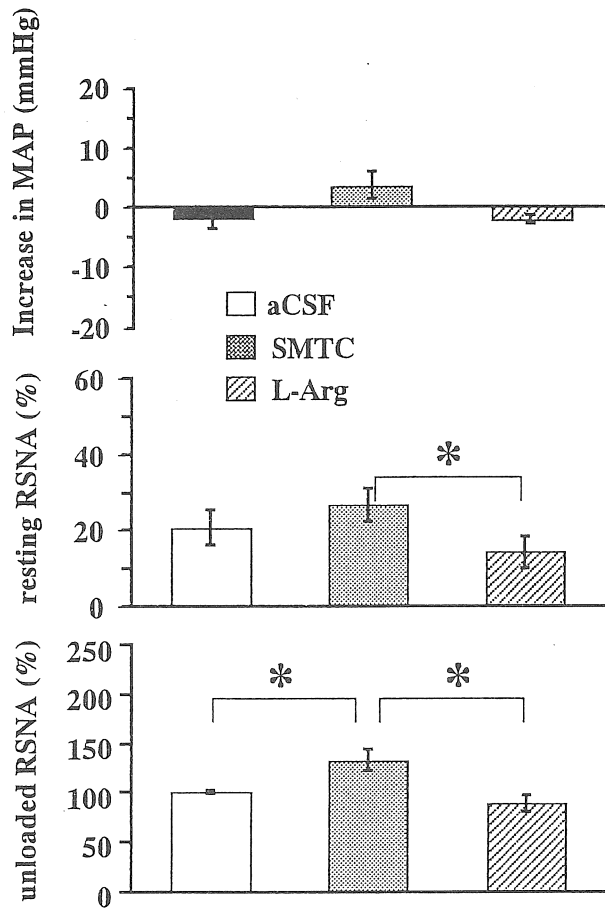 Increase in MAP (mmHg)
20
10
0
-10
-20
aCSF
SMTC
L-Arg
resting RSNA (%)
60
40
20
0
*
unloaded RSNA (%)
250
200
150
100
50
0
* *